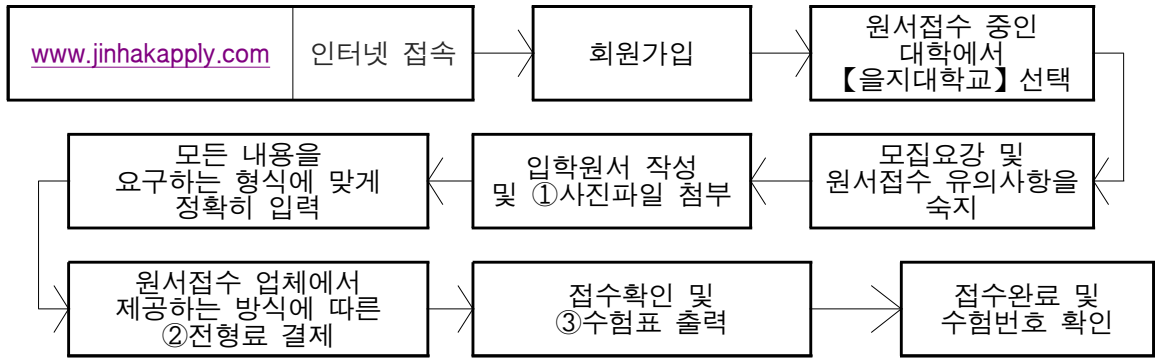 www.jinhakapply.com
인터넷 접속
회원가입
원서접수 중인
대학에서
【을지대학교】 선택
모집요강 및
원서접수 유의사항을
숙지
입학원서 작성
및 ①사진파일 첨부
모든 내용을
요구하는 형식에 맞게
정확히 입력
원서접수 업체에서
제공하는 방식에 따른
②전형료 결제
접수확인 및
③수험표 출력
접수완료 및
수험번호 확인